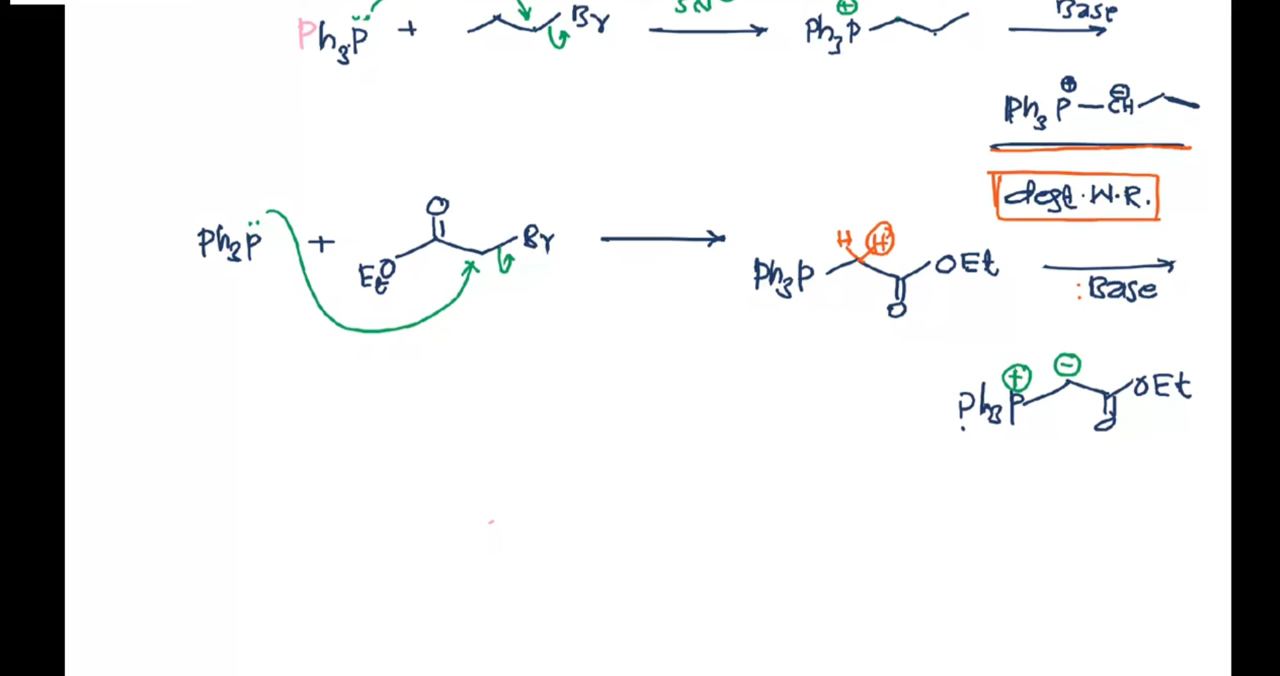 Ph₃P̈ + Br SN ⊕ Ph₃P Base
Ph₃P⊕—CH⊖
dest. W.R.
Ph₃P̈ + O EtO Br H H Ph₃P OEt O :Base
Ph₃P⊕ ⊖ OEt O